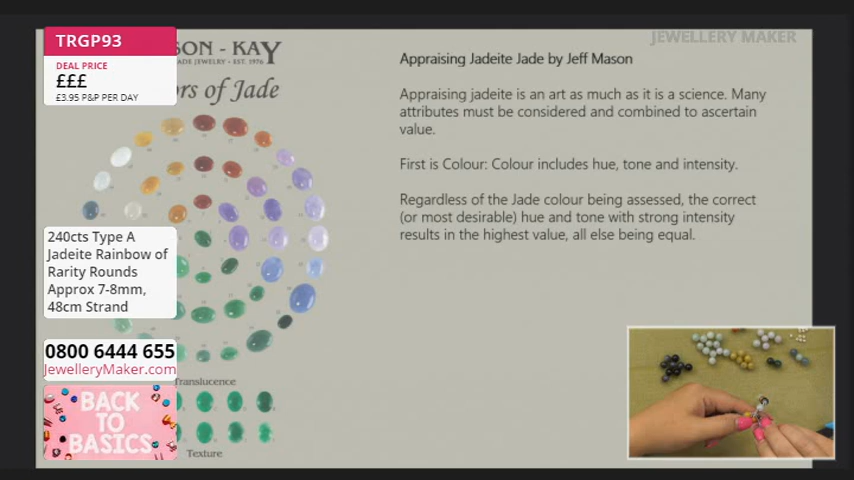 JEWELLERY MAKER
TRGP93
DEAL PRICE
£££
£3.95 P&P PER DAY
SON - KAY
ADE JEWELRY • EST. 1976
ors of Jade
Appraising Jadeite Jade by Jeff Mason
Appraising jadeite is an art as much as it is a science. Many
attributes must be considered and combined to ascertain
value.
First is Colour: Colour includes hue, tone and intensity.
Regardless of the Jade colour being assessed, the correct
(or most desirable) hue and tone with strong intensity
results in the highest value, all else being equal.
240cts Type A
Jadeite Rainbow of
Rarity Rounds
Approx 7-8mm,
48cm Strand
0800 6444 655
JewelleryMaker.com
BACK
TO
BASICS
Translucence
Texture